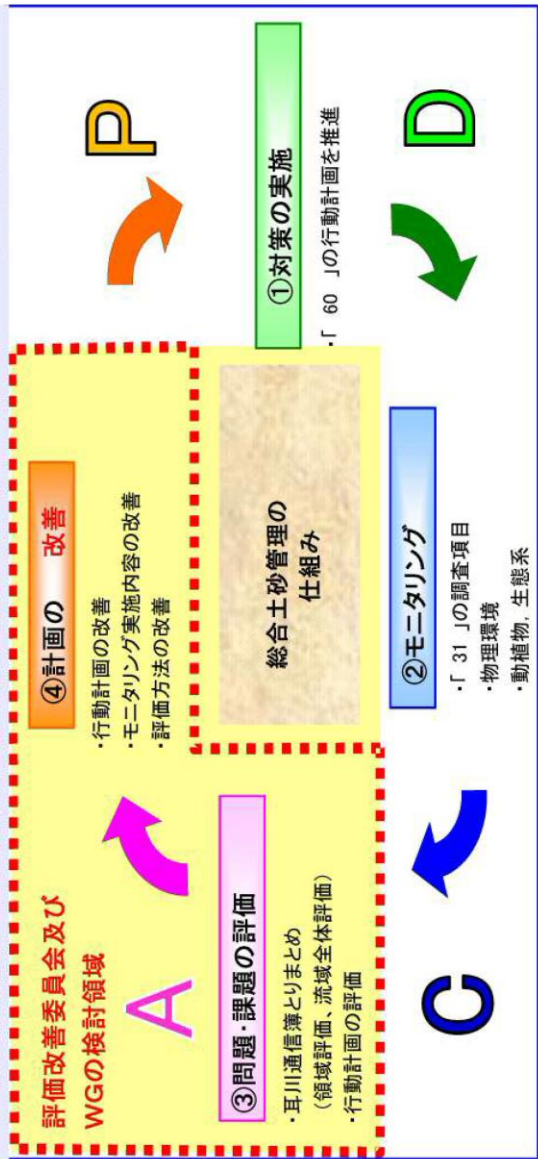 評価改善委員会及び
WGの検討領域
A
③問題・課題の評価
・耳川通信簿とりまとめ
(領域評価、流域全体評価)
・行動計画の評価
④計画の　改善
・行動計画の改善
・モニタリング実施内容の改善
・評価方法の改善
P
総合土砂管理の
仕組み
①対策の実施
・「 60 」の行動計画を推進
D
②モニタリング
・「 31 」の調査項目
・物理環境
・動植物，生態系
C